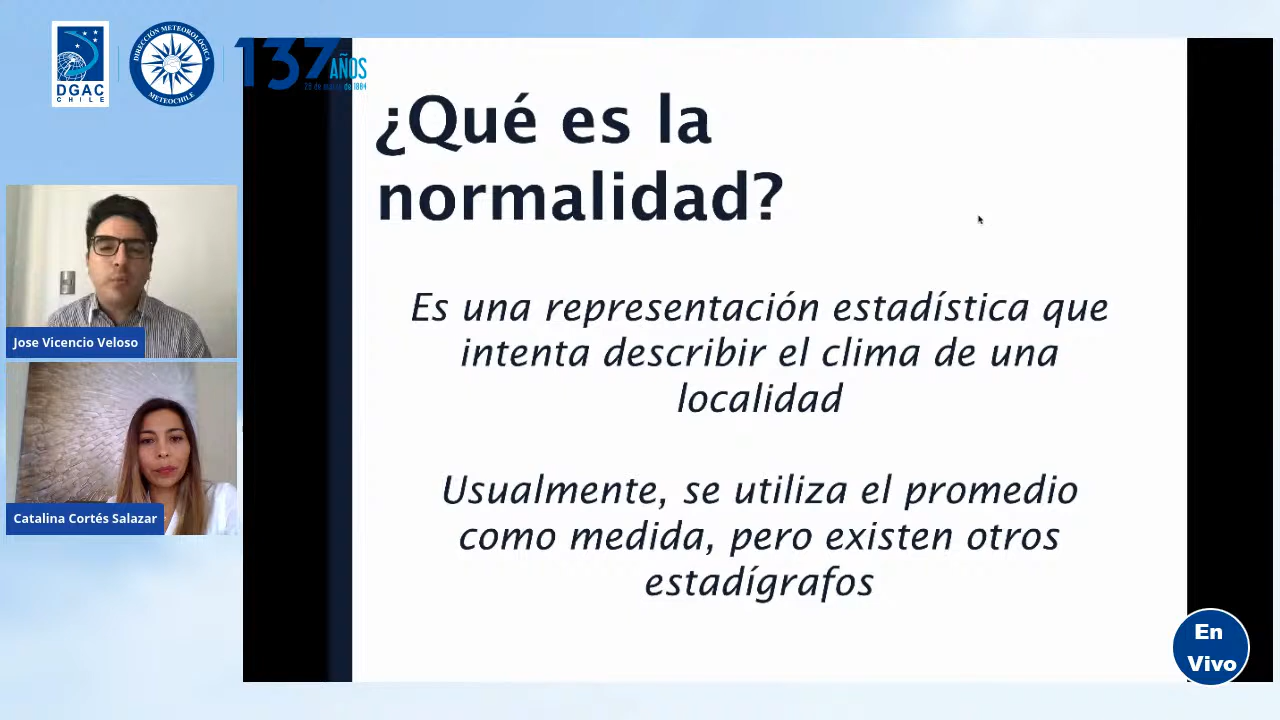 DGAC
CHILE
DIRECCIÓN METEOROLÓGICA
METEOCHILE
137 AÑOS
¿Qué es la
normalidad?
Es una representación estadística que
intenta describir el clima de una
localidad
Usualmente, se utiliza el promedio
como medida, pero existen otros
estadígrafos
Jose Vicencio Veloso
Catalina Cortés Salazar
En
Vivo